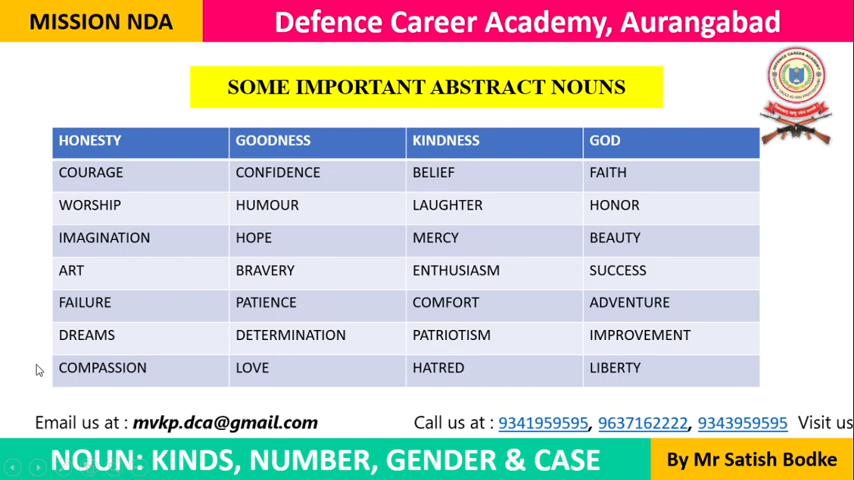 MISSION NDA
Defence Career Academy, Aurangabad
SOME IMPORTANT ABSTRACT NOUNS
HONESTY GOODNESS KINDNESS GOD
COURAGE CONFIDENCE BELIEF FAITH
WORSHIP HUMOUR LAUGHTER HONOR
IMAGINATION HOPE MERCY BEAUTY
ART BRAVERY ENTHUSIASM SUCCESS
FAILURE PATIENCE COMFORT ADVENTURE
DREAMS DETERMINATION PATRIOTISM IMPROVEMENT
COMPASSION LOVE HATRED LIBERTY
Email us at : mvkp.dca@gmail.com Call us at : 9341959595, 9637162222, 9343959595 Visit us
NOUN: KINDS, NUMBER, GENDER & CASE
By Mr Satish Bodke